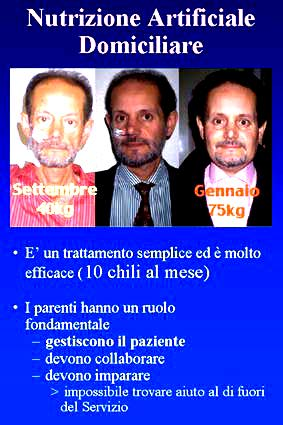 Nutrizione Artificiale
Domiciliare
Settembre
40kg
Gennaio
75kg
• E' un trattamento semplice ed è molto
efficace (10 chili al mese)
• I parenti hanno un ruolo
fondamentale
– gestiscono il paziente
– devono collaborare
– devono imparare
> impossibile trovare aiuto al di fuori
del Servizio